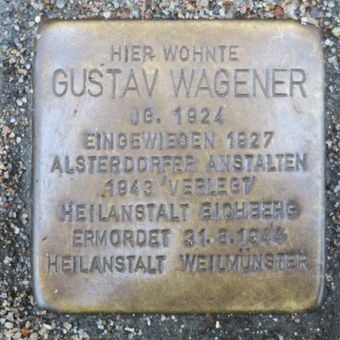 HIER WOHNTE
GUSTAV WAGENER
JG. 1924
EINGEWIESEN 1927
ALSTERDORFER ANSTALTEN
1943 'VERLEGT'
HEILANSTALT EICHBERG
ERMORDET 31.3.1944
HEILANSTALT WEILMÜNSTER